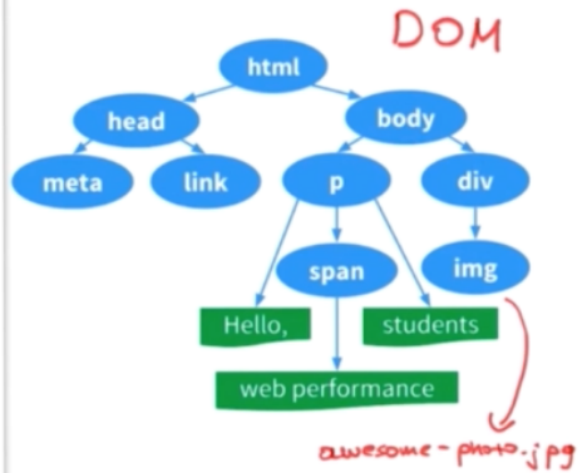 DOM
html
head
body
meta
link
p
div
span
img
Hello,
students
web performance
awesome-photo.jpg